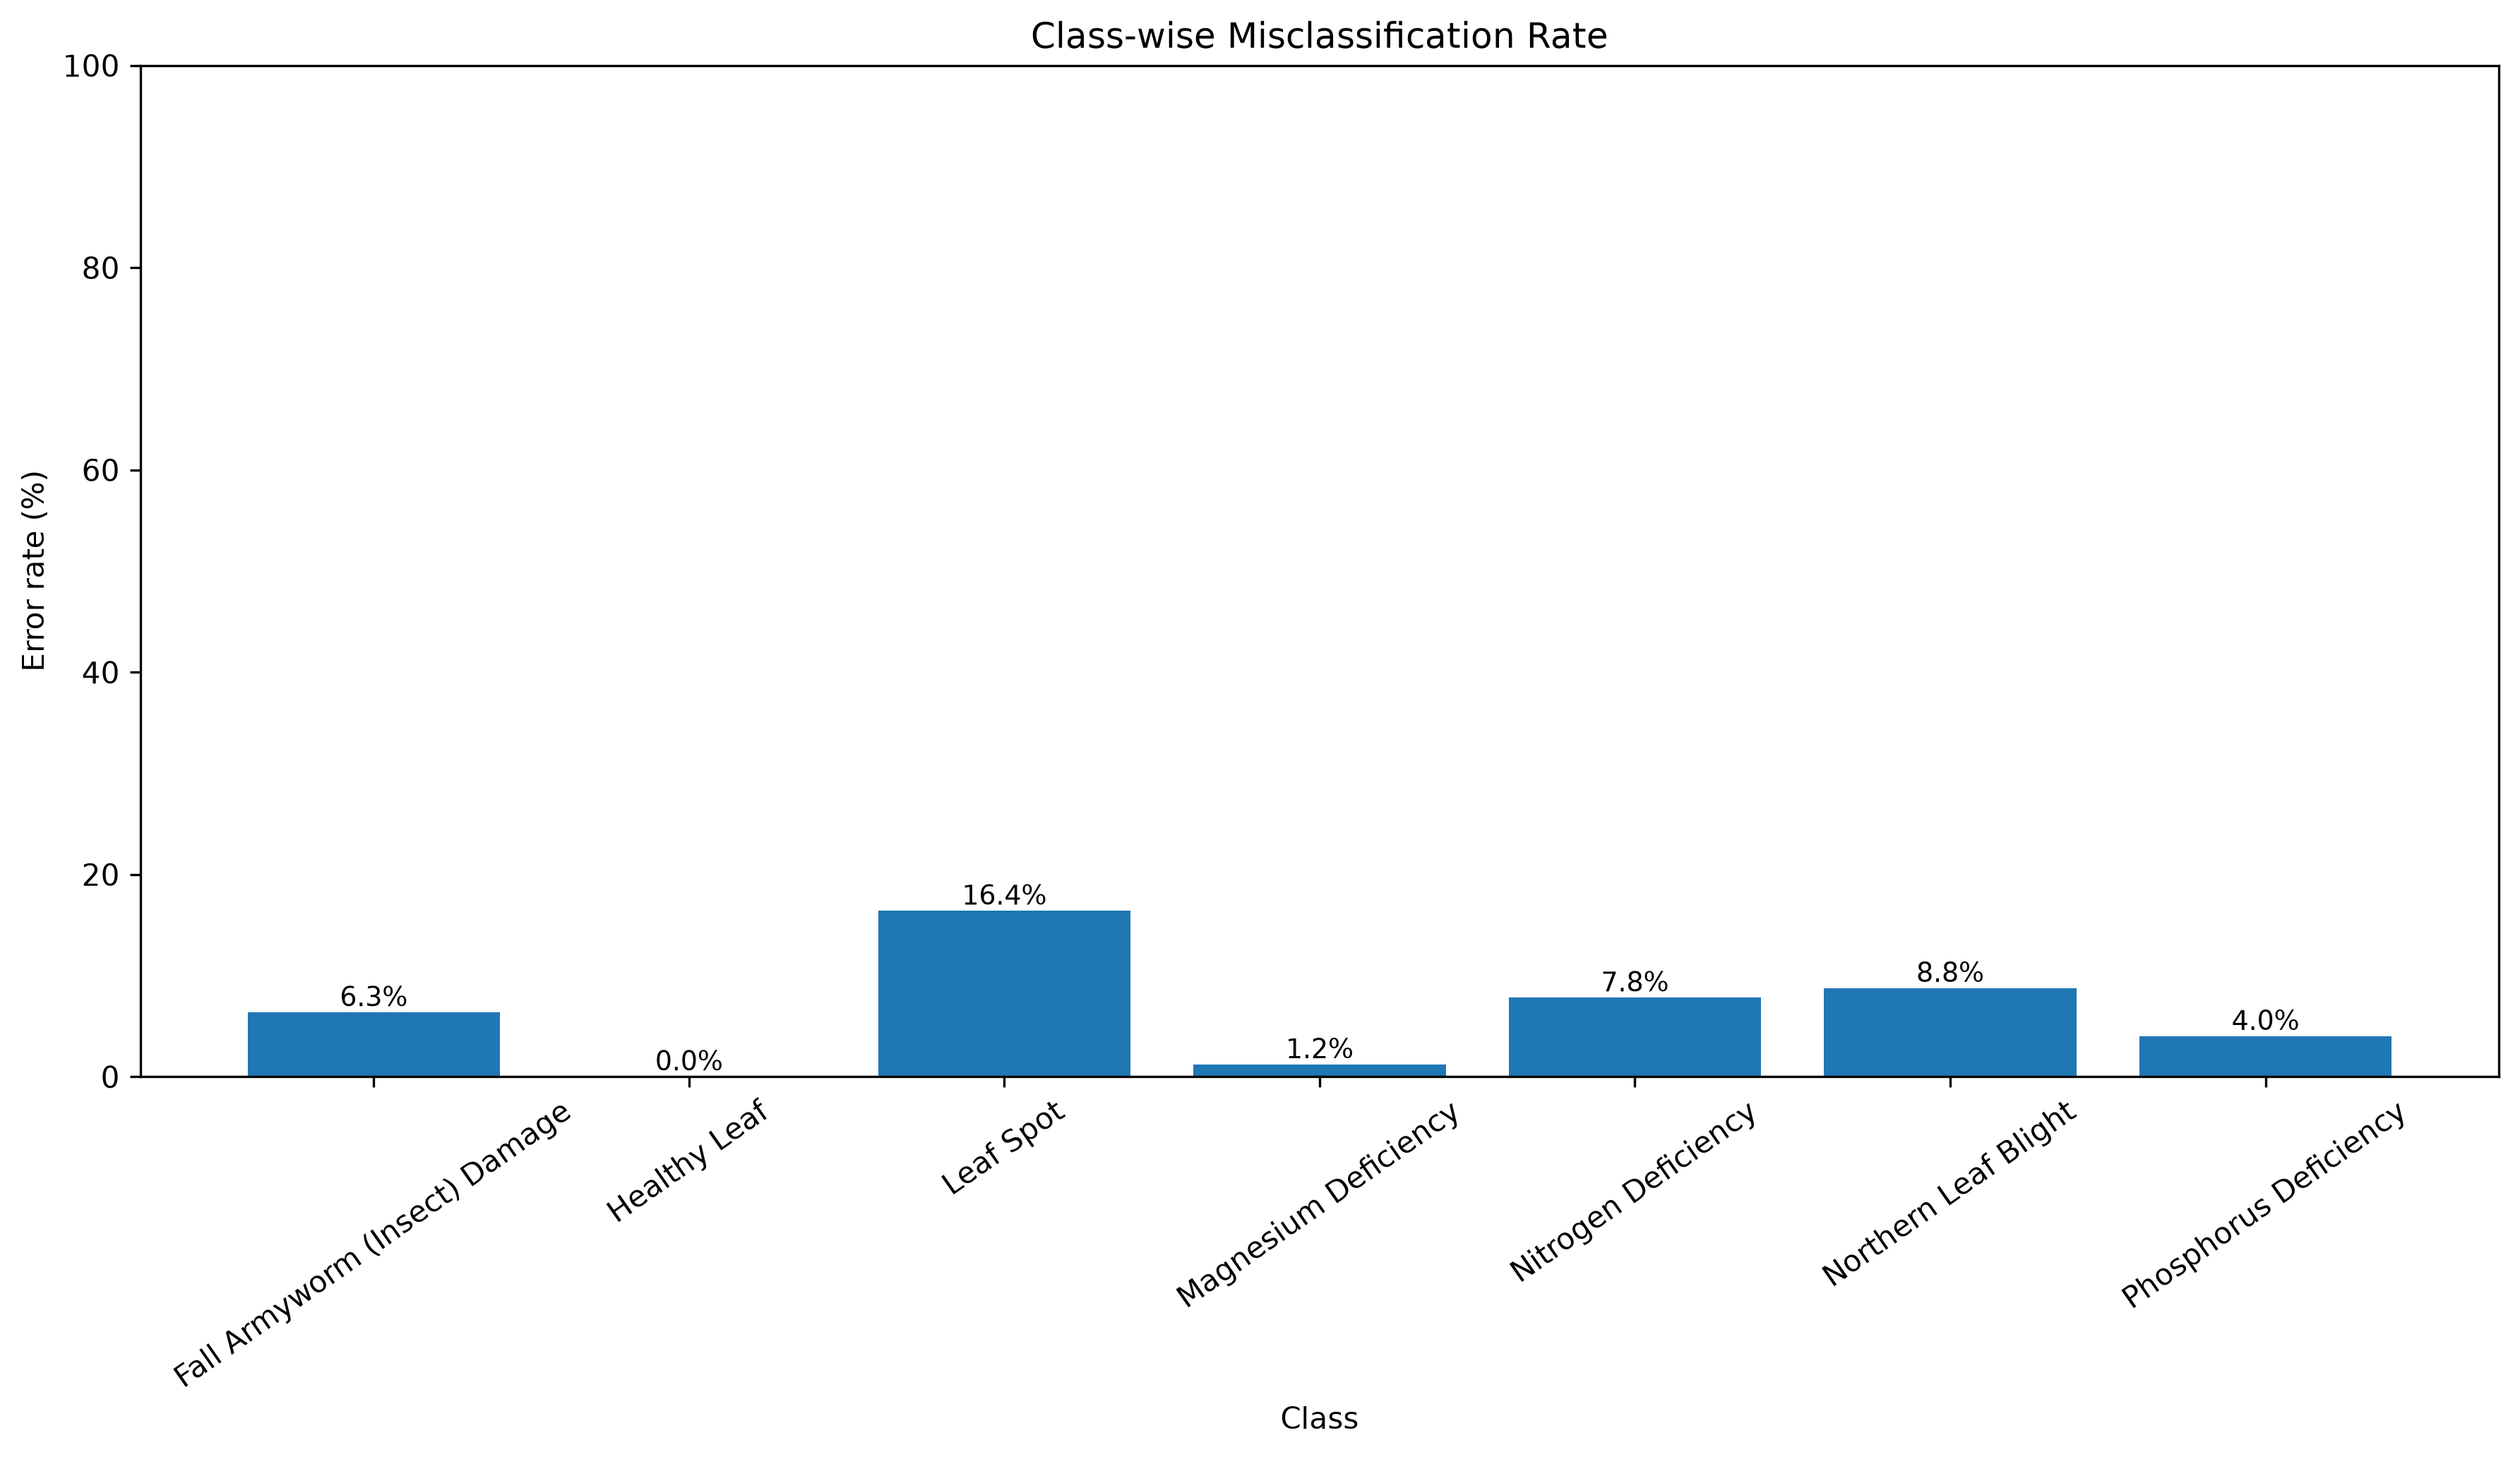 Class-wise Misclassification Rate
Error rate (%)
100
80
60
40
20
0
6.3%
0.0%
16.4%
1.2%
7.8%
8.8%
4.0%
Fall Armyworm (Insect) Damage
Healthy Leaf
Leaf Spot
Magnesium Deficiency
Nitrogen Deficiency
Northern Leaf Blight
Phosphorus Deficiency
Class